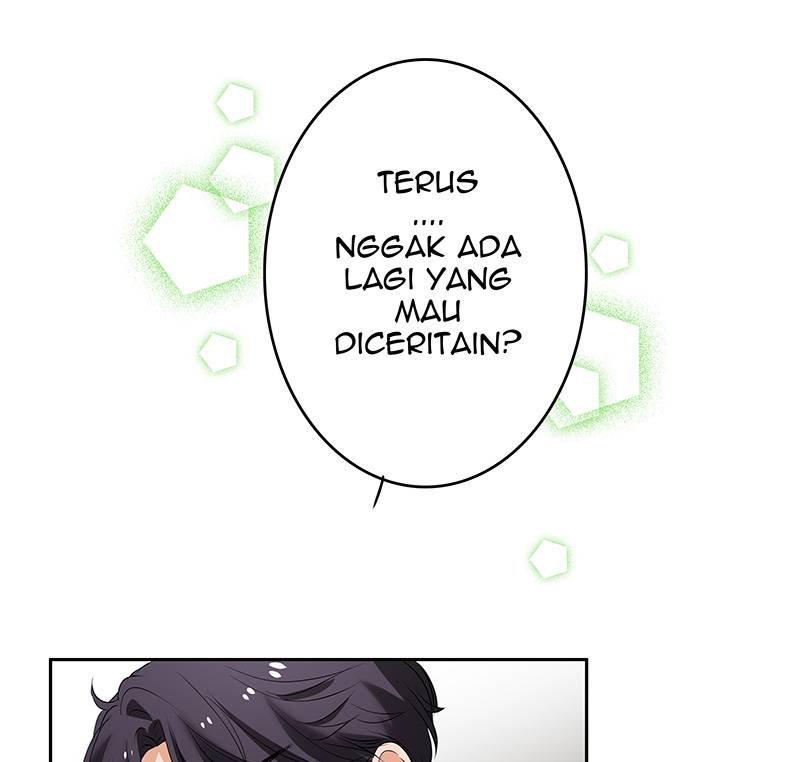 TERUS
....
NGGAK ADA
LAGI YANG
MAU
DICERITAIN?